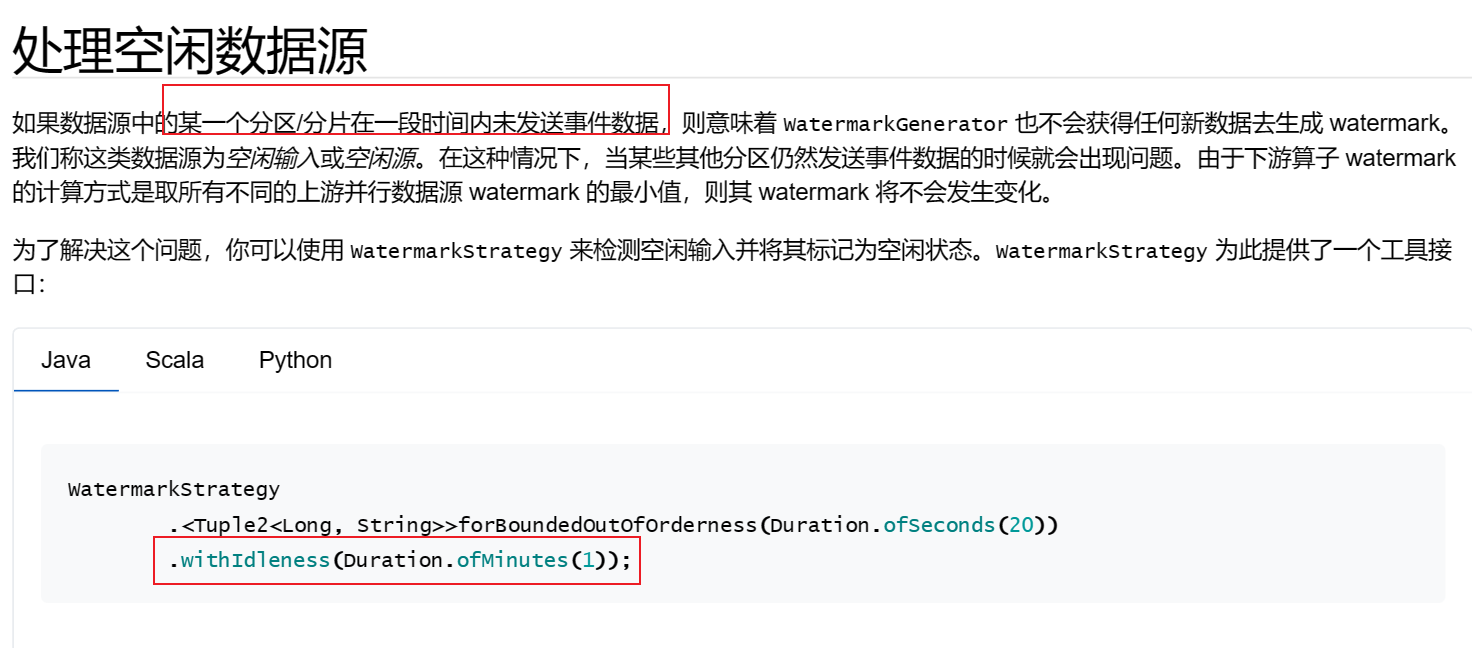 处理空闲数据源
如果数据源中的某一个分区/分片在一段时间内未发送事件数据，则意味着 WatermarkGenerator 也不会获得任何新数据去生成 watermark。
我们称这类数据源为空闲输入或空闲源。在这种情况下，当某些其他分区仍然发送事件数据的时候就会出现问题。由于下游算子 watermark
的计算方式是取所有不同的上游并行数据源 watermark 的最小值，则其 watermark 将不会发生变化。
为了解决这个问题，你可以使用 WatermarkStrategy 来检测空闲输入并将其标记为空闲状态。WatermarkStrategy 为此提供了一个工具接
口：
Java Scala Python
WatermarkStrategy
.<Tuple2<Long, String>>forBoundedOutOfOrderness(Duration.ofSeconds(20))
.withIdleness(Duration.ofMinutes(1));